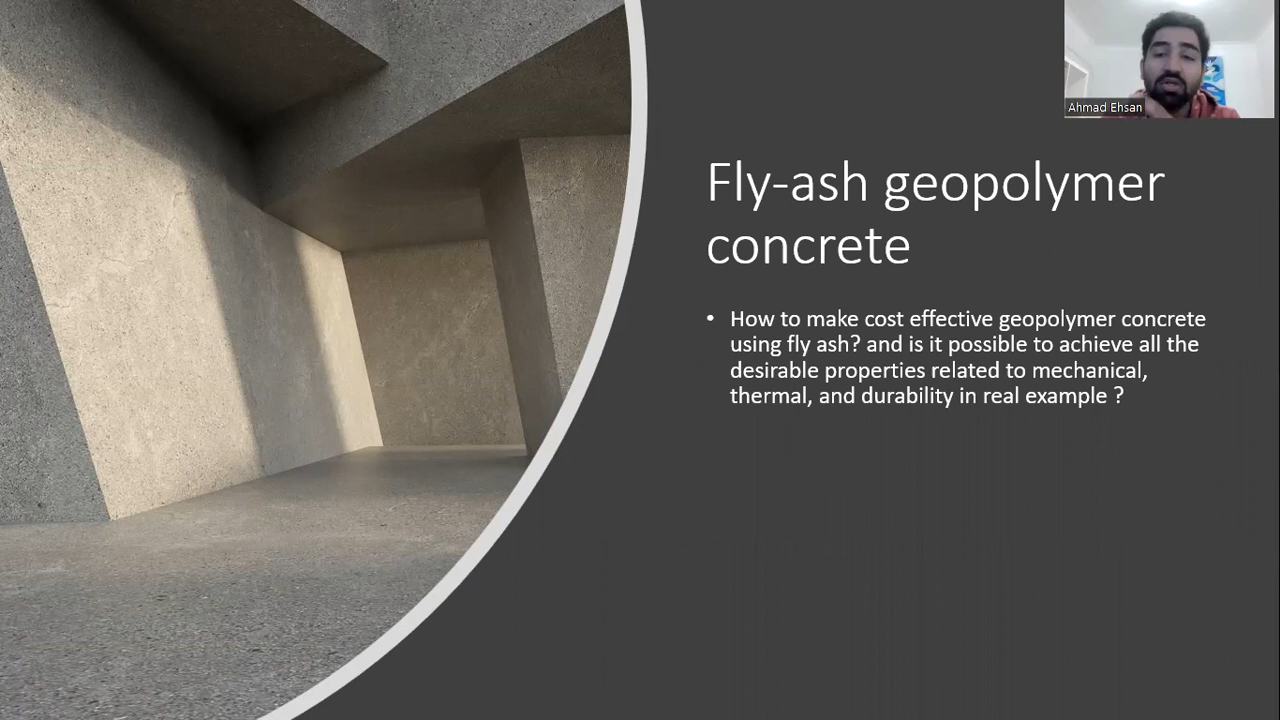 Ahmad Ehsan
Fly-ash geopolymer
concrete
• How to make cost effective geopolymer concrete
using fly ash? and is it possible to achieve all the
desirable properties related to mechanical,
thermal, and durability in real example ?